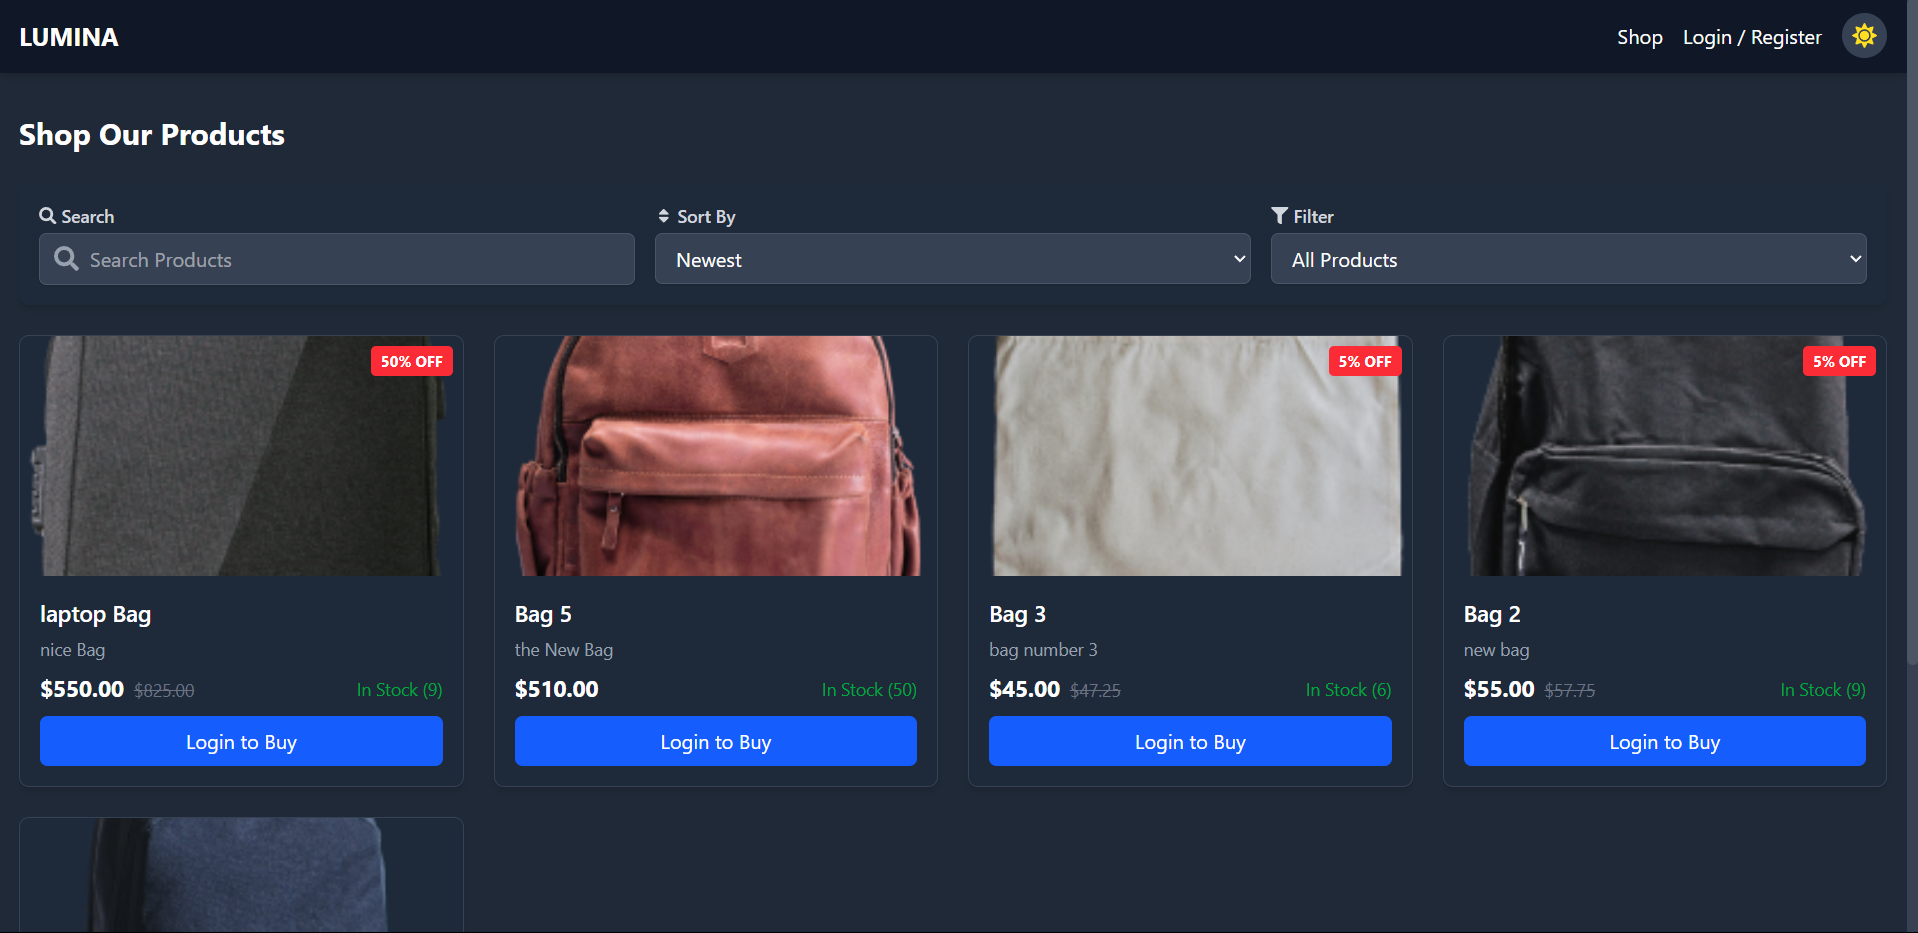 LUMINA
Shop Login / Register
Shop Our Products
Search
Sort By
Filter
Search Products
Newest
All Products
50% OFF
laptop Bag
nice Bag
$550.00 $825.00 In Stock (9)
Login to Buy
Bag 5
the New Bag
$510.00 In Stock (50)
Login to Buy
5% OFF
Bag 3
bag number 3
$45.00 $47.25 In Stock (6)
Login to Buy
5% OFF
Bag 2
new bag
$55.00 $57.75 In Stock (9)
Login to Buy